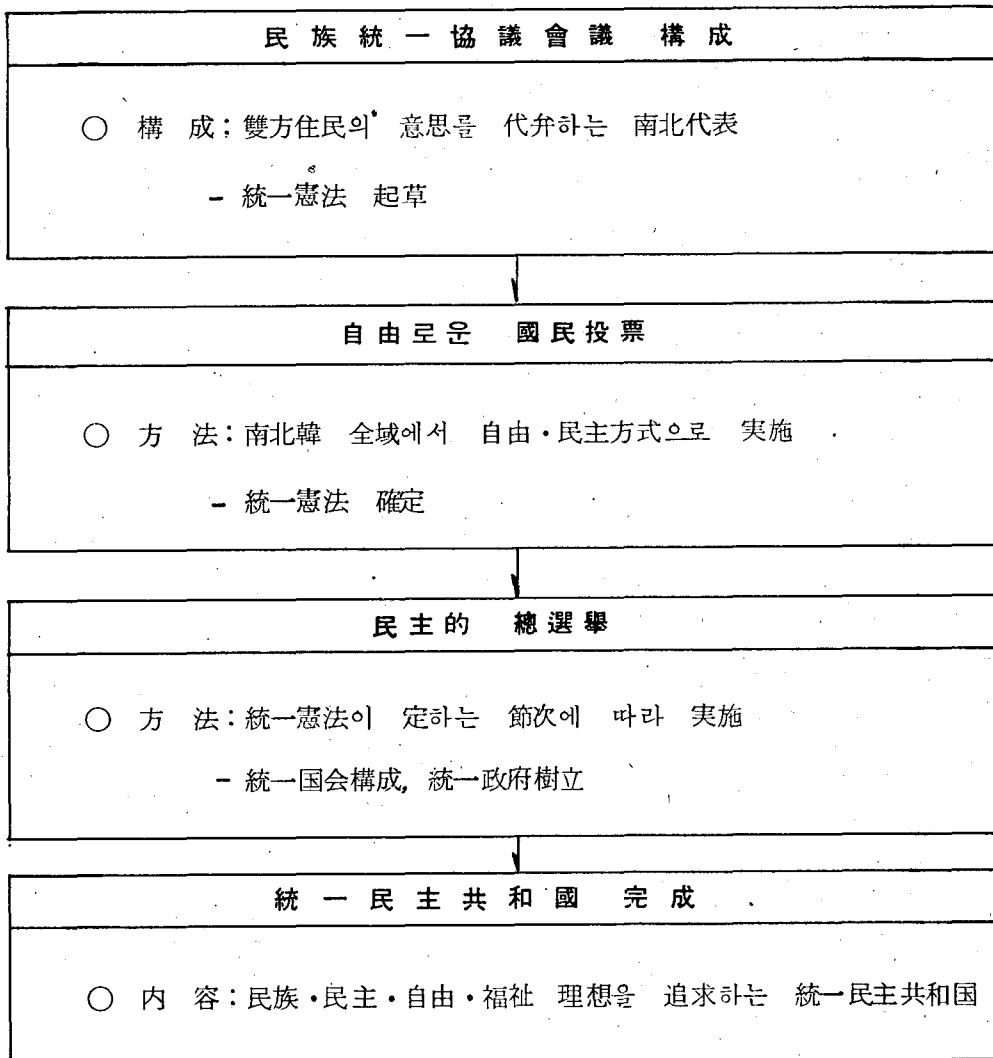 民族統一協議會議 構成
○ 構 成 : 雙方住民의 意思를 代弁하는 南北代表
- 統一憲法 起草
自由로운 國民投票
○ 方 法 : 南北韓 全域에서 自由·民主方式으로 実施
- 統一憲法 確定
民主的 總選擧
○ 方 法 : 統一憲法이 定하는 節次에 따라 実施
- 統一国会構成, 統一政府樹立
統一民主共和國 完成
○ 内 容 : 民族·民主·自由·福祉 理想을 追求하는 統一民主共和国